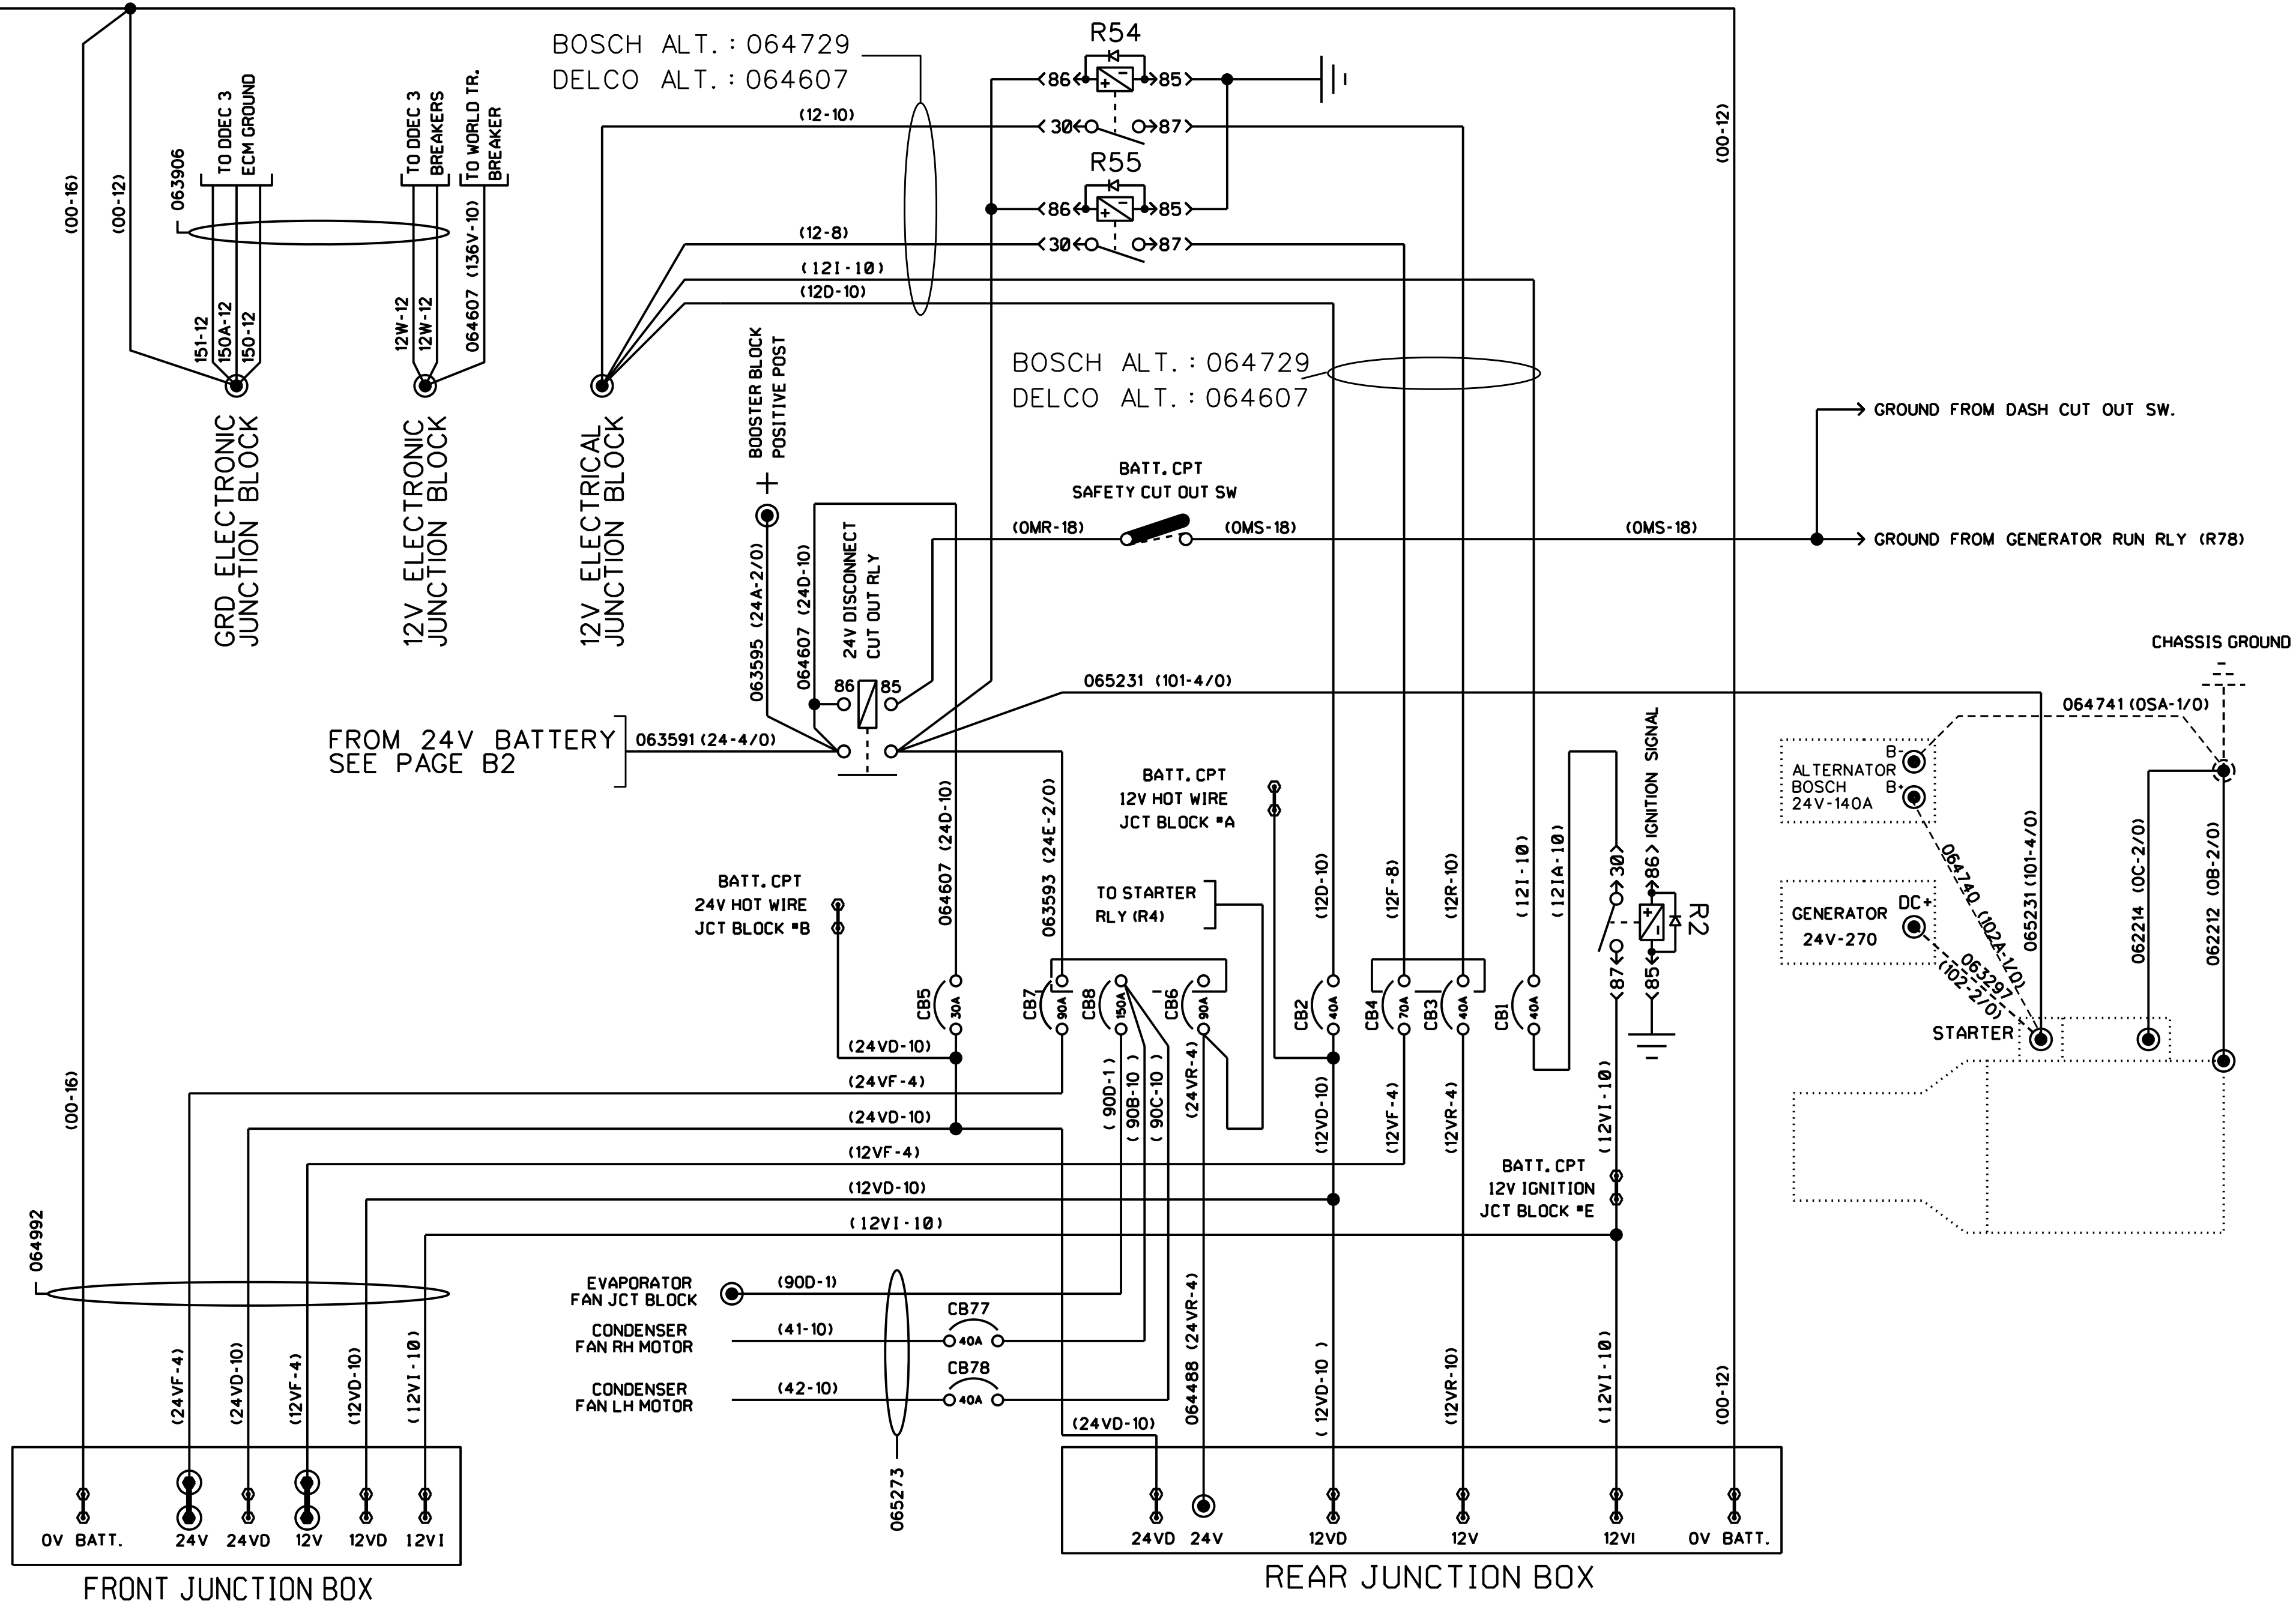 BOSCH ALT. : 064729
DELCO ALT. : 064607
R54
86
85
(12-10)
30
87
R55
86
85
(12-8)
30
87
(12I-10)
(12D-10)
(00-16)
(00-12)
063906
TO DDEC 3
ECM GROUND
TO DDEC 3
BREAKERS
TO WORLD TR.
BREAKER
151-12
150A-12
150-12
12W-12
12W-12
064607 (136V-10)
(00-12)
GRD ELECTRONIC
JUNCTION BLOCK
12V ELECTRONIC
JUNCTION BLOCK
12V ELECTRICAL
JUNCTION BLOCK
BOOSTER BLOCK
POSITIVE POST
+
BOSCH ALT. : 064729
DELCO ALT. : 064607
GROUND FROM DASH CUT OUT SW.
BATT. CPT
SAFETY CUT OUT SW
(0MR-18)
(0MS-18)
(0MS-18)
GROUND FROM GENERATOR RUN RLY (R78)
063595 (24A-2/0)
064607 (24D-10)
24V DISCONNECT
CUT OUT RLY
86
85
065231 (101-4/0)
FROM 24V BATTERY
SEE PAGE B2
063591 (24-4/0)
CHASSIS GROUND
064741 (0SA-1/0)
B-
ALTERNATOR
BOSCH
B+
24V-140A
064740 (102A-1/0)
065231 (101-4/0)
062214 (0C-2/0)
062212 (0B-2/0)
GENERATOR
24V-270
DC+
063297
(102-2/0)
STARTER
BATT. CPT
12V HOT WIRE
JCT BLOCK "A
BATT. CPT
24V HOT WIRE
JCT BLOCK "B
064607 (24D-10)
063593 (24E-2/0)
TO STARTER
RLY (R4)
(12D-10)
(12F-8)
(12R-10)
(12I-10)
(12IA-10)
30
86
IGNITION SIGNAL
R2
87
85
CB5
30A
CB7
90A
CB8
150A
CB6
90A
CB2
40A
CB4
70A
CB3
40A
CB1
40A
(24VD-10)
(24VF-4)
(24VD-10)
(12VF-4)
(12VD-10)
(12VI-10)
(90D-1)
(90B-10)
(90C-10)
(24VR-4)
(12VD-10)
(12VF-4)
(12VR-4)
(12VI-10)
BATT. CPT
12V IGNITION
JCT BLOCK "E
(00-16)
064992
EVAPORATOR
FAN JCT BLOCK
(90D-1)
CONDENSER
FAN RH MOTOR
(41-10)
CB77
40A
CONDENSER
FAN LH MOTOR
(42-10)
CB78
40A
065273
(24VF-4)
(24VD-10)
(12VF-4)
(12VD-10)
(12VI-10)
(24VD-10)
064488 (24VR-4)
(12VD-10)
(12VR-10)
(12VI-10)
(00-12)
0V BATT.
24V
24VD
12V
12VD
12VI
FRONT JUNCTION BOX
24VD
24V
12VD
12V
12VI
0V BATT.
REAR JUNCTION BOX